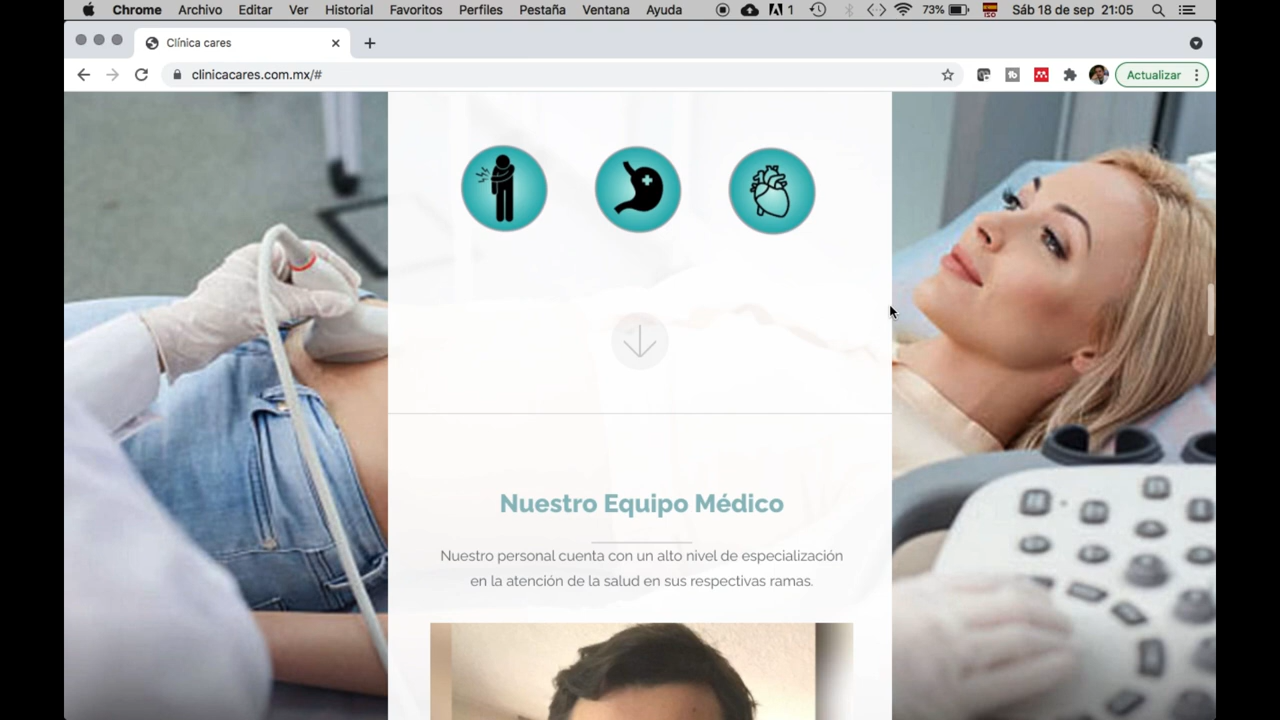 Chrome Archivo Editar Ver Historial Favoritos Perfiles Pestaña Ventana Ayuda 1 73% ISO Sáb 18 de sep 21:05
Clínica cares
clinicacares.com.mx/# Actualizar
Nuestro Equipo Médico
Nuestro personal cuenta con un alto nivel de especialización
en la atención de la salud en sus respectivas ramas.